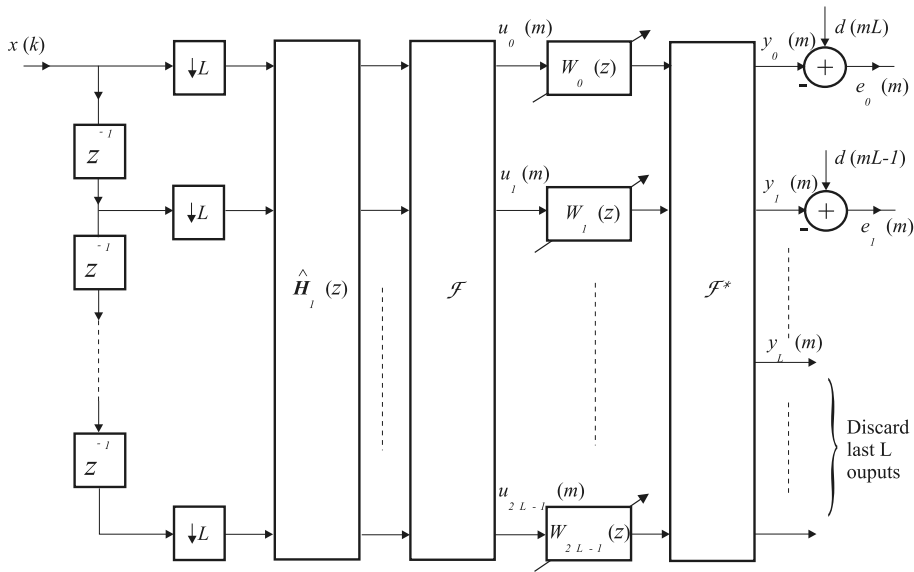 x (k)
↓L
z⁻¹
↓L
z⁻¹
z⁻¹
↓L
Ĥ₁ (z)
ℱ
u₀ (m)
W₀ (z)
u₁ (m)
W₁ (z)
u₂L₋₁ (m)
W₂L₋₁ (z)
ℱ*
y₀ (m)
d (mL)
-
+
e₀ (m)
y₁ (m)
d (mL-1)
-
+
e₁ (m)
y_L (m)
Discard
last L
ouputs